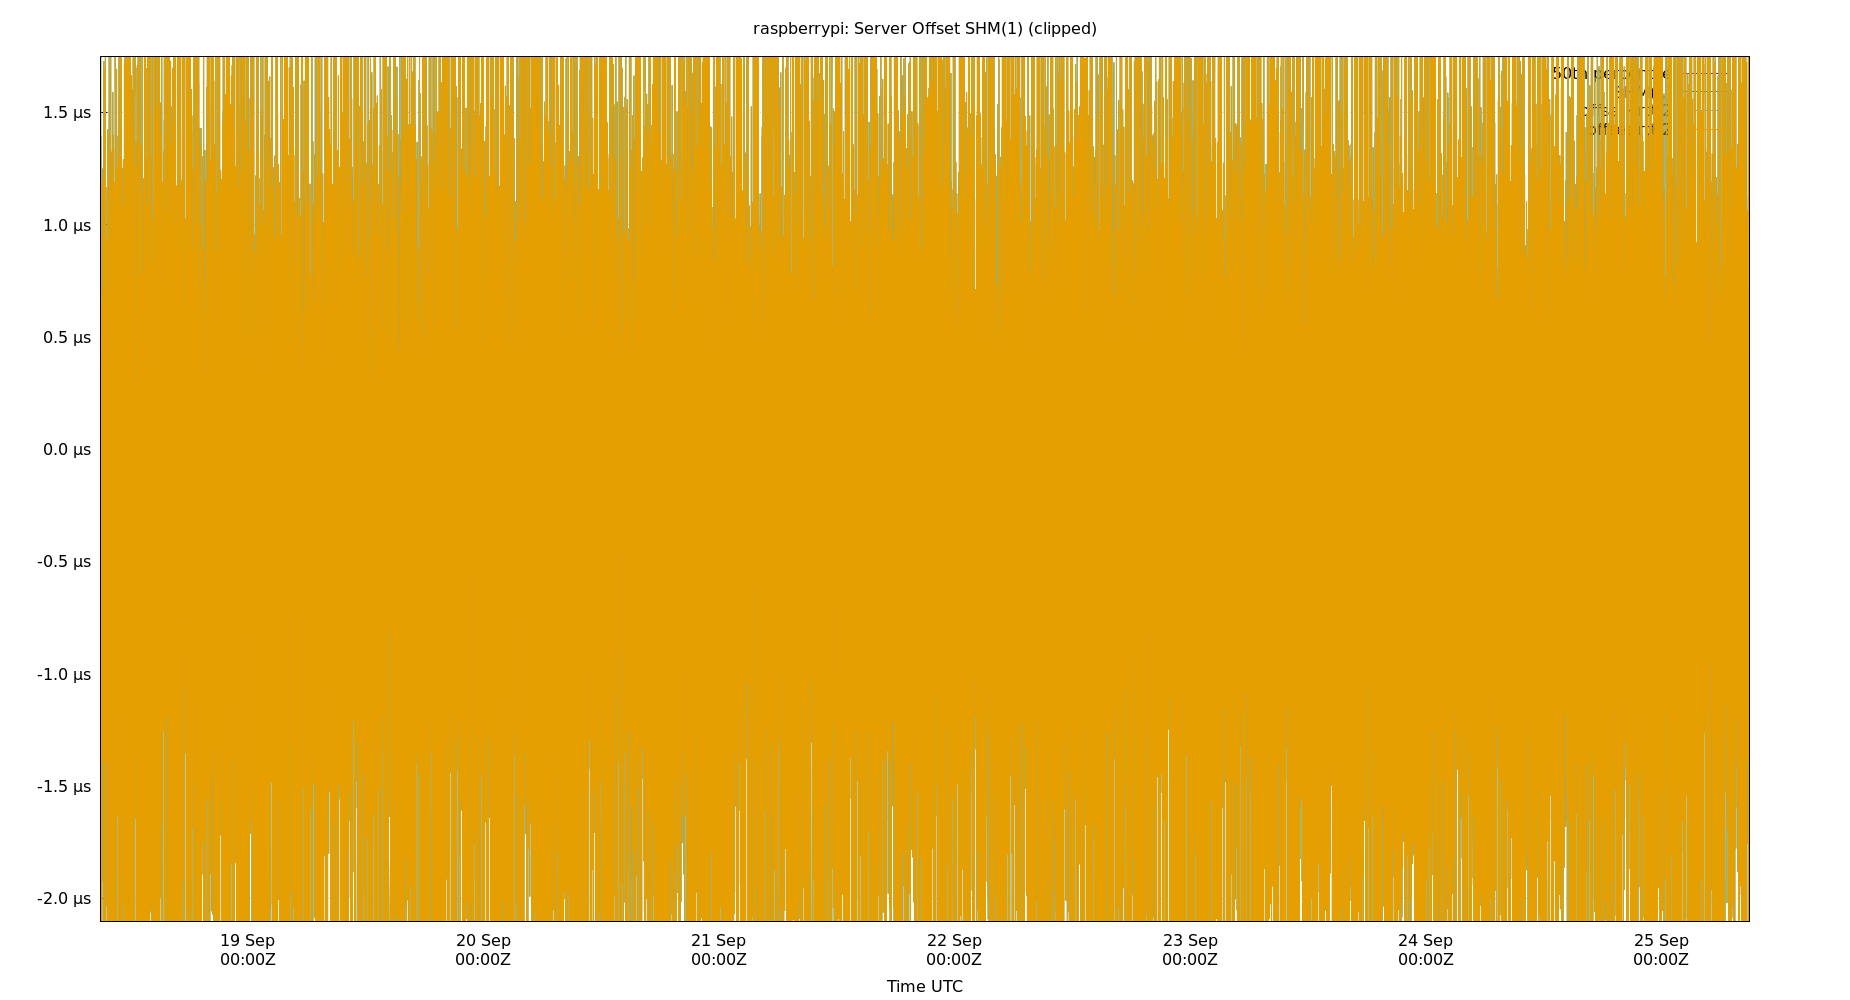 raspberrypi: Server Offset SHM(1) (clipped)
50th percentile
1.5 µs
1.0 µs
0.5 µs
0.0 µs
-0.5 µs
-1.0 µs
-1.5 µs
-2.0 µs
19 Sep
00:00Z
20 Sep
00:00Z
21 Sep
00:00Z
22 Sep
00:00Z
23 Sep
00:00Z
24 Sep
00:00Z
25 Sep
00:00Z
Time UTC